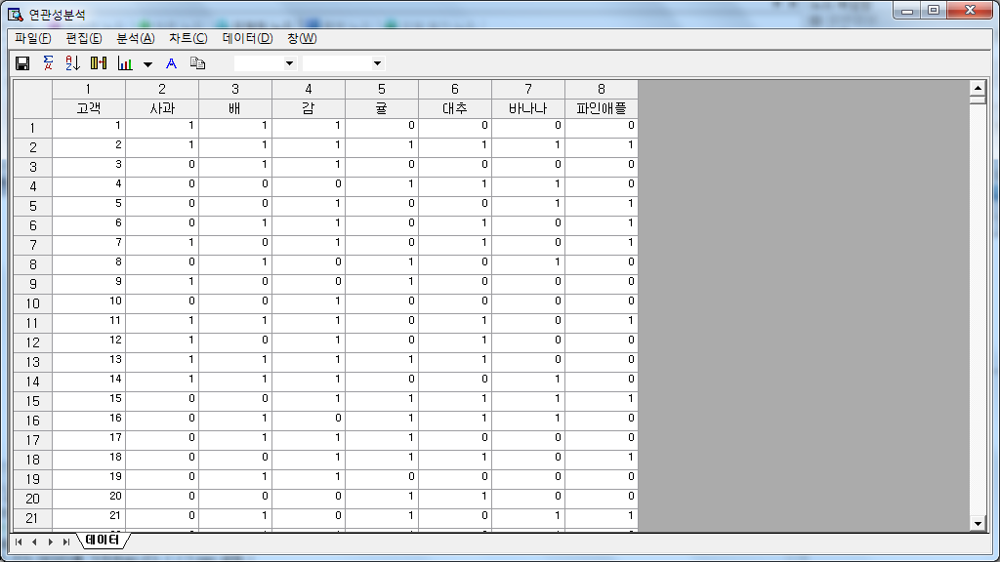 연관성분석
파일(F) 편집(E) 분석(A) 차트(C) 데이터(D) 창(W)
1 2 3 4 5 6 7 8
고객 사과 배 감 귤 대추 바나나 파인애플
1 1 1 1 1 0 0 0 0
2 2 1 1 1 1 1 1 1
3 3 0 1 1 0 0 0 0
4 4 0 0 0 1 1 1 0
5 5 0 0 1 0 0 1 1
6 6 0 1 1 0 1 0 1
7 7 1 0 1 0 1 0 1
8 8 0 1 0 1 0 1 0
9 9 1 0 0 1 0 0 0
10 10 0 0 1 0 0 0 0
11 11 1 1 1 0 1 0 1
12 12 1 0 1 0 1 0 0
13 13 1 1 1 1 1 0 0
14 14 1 1 1 0 0 1 0
15 15 0 0 1 1 1 1 1
16 16 0 1 0 1 1 1 0
17 17 0 1 1 1 0 0 0
18 18 0 0 1 1 1 0 1
19 19 0 1 1 0 0 0 0
20 20 0 0 0 1 1 0 0
21 21 0 1 0 1 0 1 1
데이터